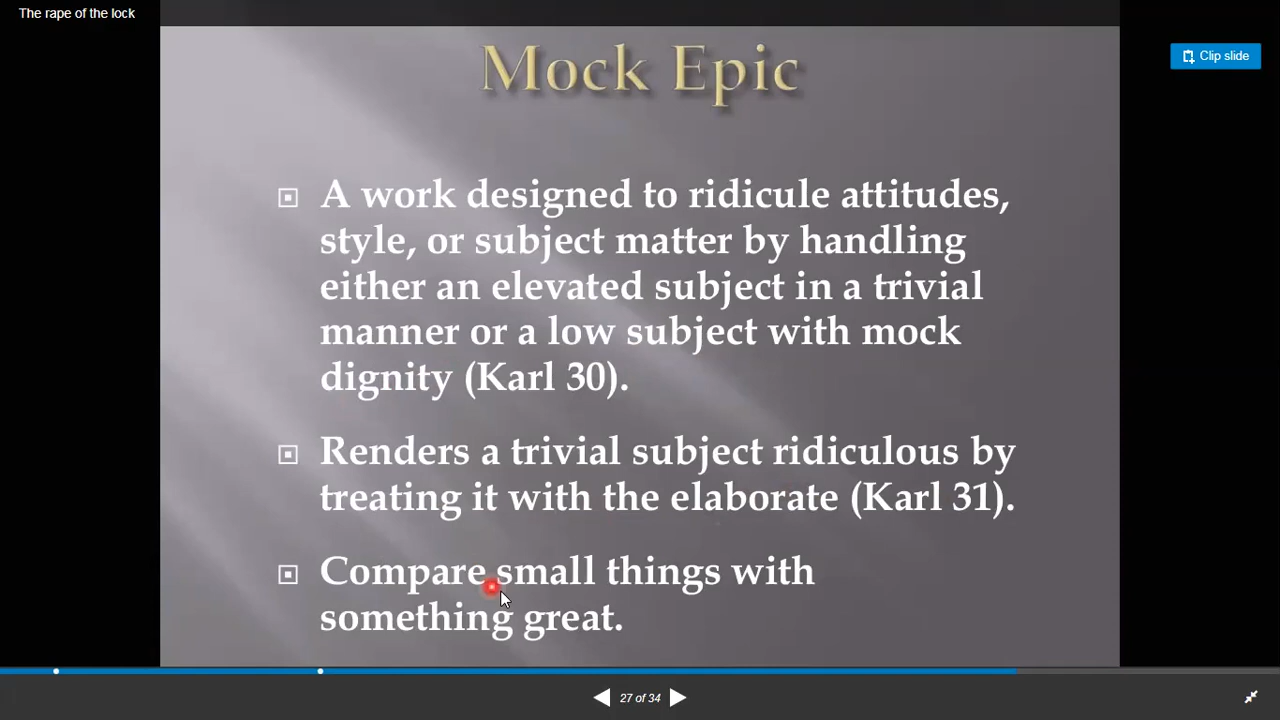 The rape of the lock
Clip slide
Mock Epic
A work designed to ridicule attitudes,
style, or subject matter by handling
either an elevated subject in a trivial
manner or a low subject with mock
dignity (Karl 30).
Renders a trivial subject ridiculous by
treating it with the elaborate (Karl 31).
Compare small things with
something great.
27 of 34